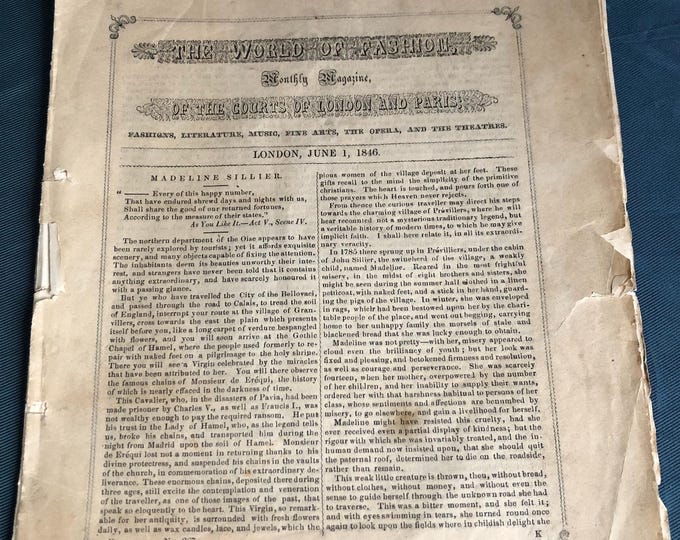 THE WORLD OF FASHION,
Monthly Magazine,
OF THE COURTS OF LONDON AND PARIS:
FASHIONS, LITERATURE, MUSIC, FINE ARTS, THE OPERA, AND THE THEATRES.
LONDON, JUNE 1, 1846.
MADELINE SILLIER.
"—— Every of this happy number,
That have endured shrewd days and nights with us,
Shall share the good of our returned fortunes,
According to the measure of their states."
As You Like It.—Act V., Scene IV.
The northern department of the Oise appears to have
been rarely explored by tourists; yet it affords exquisite
scenery, and many objects capable of fixing the attention.
The inhabitants deem its beauties unworthy their inte-
rest, and strangers have never been told that it contains
anything extraordinary, and have scarcely honoured it
with a passing glance.
But ye who have travelled the City of the Bellovaci,
and passed through the road to Calais, to tread the soil
of England, interrupt your route at the village of Gran-
villiers, cross towards the east the plain which presents
itself before you, like a long carpet of verdure bespangled
with flowers, and you will soon arrive at the Gothic
Chapel of Hamel, where the people used formerly to re-
pair with naked feet on a pilgrimage to the holy shrine.
There you will see a Virgin celebrated by the miracles
that have been attributed to her. You will there observe
the famous chains of Monsieur de Eréqui, the history
of which is nearly effaced in the darkness of time.
This Cavalier, who, in the disasters of Pavia, had been
made prisoner by Charles V., as well as Francis I., was
not wealthy enough to pay the required ransom. He put
his trust in the Lady of Hamel, who, as the legend tells
us, broke his chains, and transported him during the
night from Madrid upon the soil of Hamel. Monsieur
de Eréqui lost not a moment in returning thanks to his
divine protectress, and suspended his chains in the vaults
of the church, in commemoration of his extraordinary de-
liverance. These enormous chains, deposited there during
three ages, still excite the contemplation and veneration
of the traveller, as one of those images of the past, that
speak so eloquently to the heart. This Virgin, so remark-
able for her antiquity, is surrounded with fresh flowers
daily, as well as wax candles, lace, and jewels, which the
pious women of the village deposit at her feet. These
gifts recall to the mind the simplicity of the primitive
christians. The heart is touched, and pours forth one of
those prayers which Heaven never rejects.
From thence the curious traveller may direct his steps
towards the charming village of Prévillers, where he will
hear recounted not a mysterious traditionary legend, but
a veritable history of modern times, to which he may give
implicit faith. I shall here relate it, in all its extraordi-
nary veracity.
In 1785 there sprung up in Prévilliers, under the cabin
of John Silier, the swineherd of the village, a weakly
child, named Madeline. Reared in the most frightful
misery, in the midst of eight brothers and sisters, she
might be seen during the summer half clothed in a linen
petticoat, with naked feet, and a stick in her hand, guard-
ing the pigs of the village. In winter, she was enveloped
in rags, which had been bestowed upon her by the chari-
table people of the place, and went out begging, carrying
home to her unhappy family the morsels of stale and
blackened bread that she was lucky enough to obtain.
Madeline was not pretty—with her, misery appeared to
cloud even the brilliancy of youth; but her look was
fixed and pleasing, and betokened firmness and resolution,
as well as courage and perseverance. She was scarcely
fourteen, when her mother, overpowered by the number
of her children, and her inability to supply their wants,
ordered her with that harshness habitual to persons of her
class, whose sentiments and affections are benumbed by
misery, to go elsewhere, and gain a livelihood for herself,
Madeline might have resisted this cruelty, had she
ever received even a partial display of kindness; but the
rigour with which she was invariably treated, and the in-
human demand now insisted upon, that she should quit
the paternal roof, determined her to die on the roadside,
rather than remain.
This weak little creature is thrown, then, without bread,
without clothes, without money, and without even the
sense to guide herself through the unknown road she had
to traverse. This was a bitter moment, and she felt it;
and with eyes swimming in tears, she turned round once
again to look upon the fields where in childish delight she
K